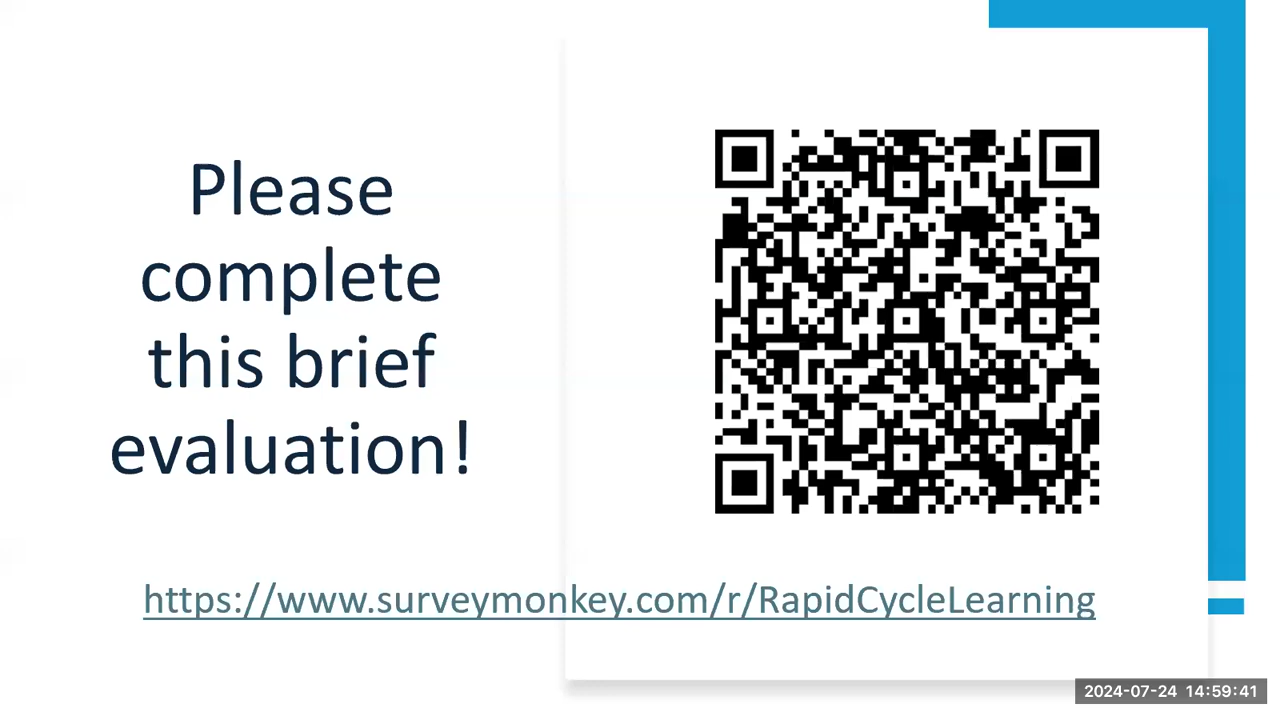 Please
complete
this brief
evaluation!
https://www.surveymonkey.com/r/RapidCycleLearning
2024-07-24 14:59:41